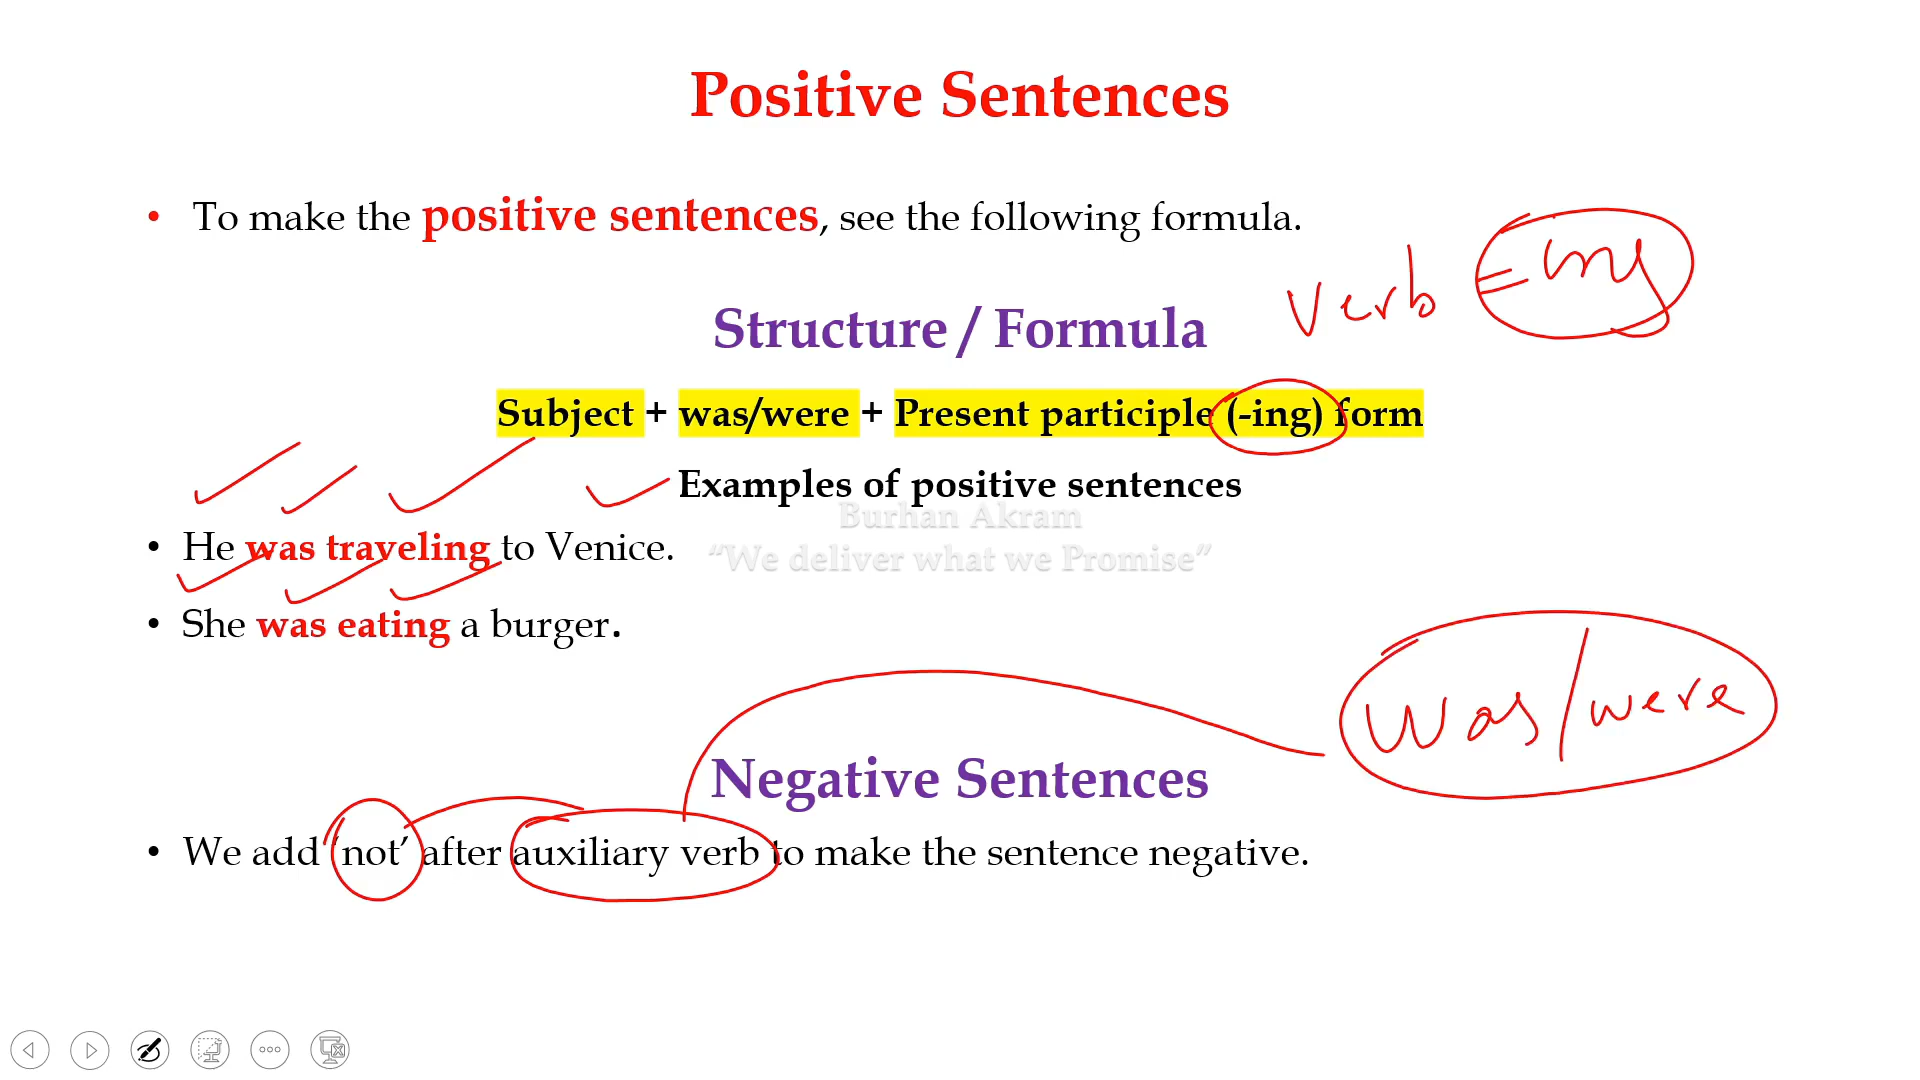 Positive Sentences
• To make the positive sentences, see the following formula.
verb = ing
Structure / Formula
Subject + was/were + Present participle (-ing) form
Examples of positive sentences
Burhan Akram
• He was traveling to Venice.
“We deliver what we Promise”
• She was eating a burger.
Was/were
Negative Sentences
• We add ‘not’ after auxiliary verb to make the sentence negative.